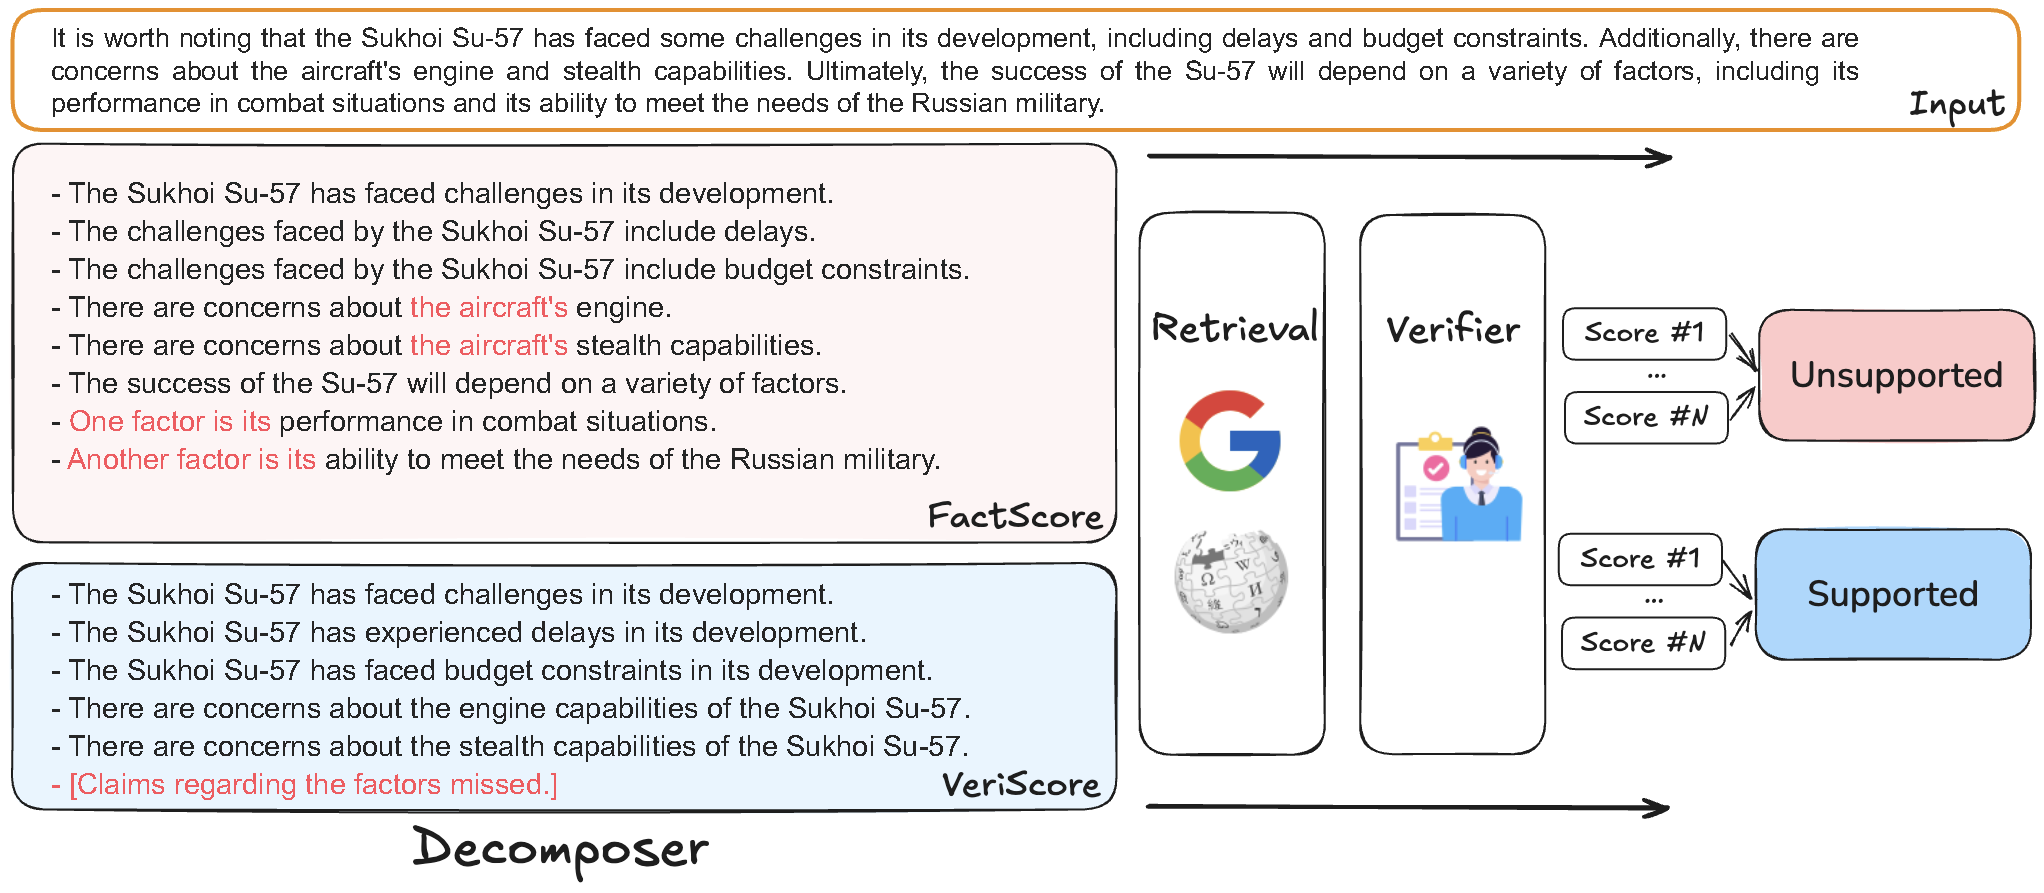 It is worth noting that the Sukhoi Su-57 has faced some challenges in its development, including delays and budget constraints. Additionally, there are
concerns about the aircraft's engine and stealth capabilities. Ultimately, the success of the Su-57 will depend on a variety of factors, including its
performance in combat situations and its ability to meet the needs of the Russian military.
Input
- The Sukhoi Su-57 has faced challenges in its development.
- The challenges faced by the Sukhoi Su-57 include delays.
- The challenges faced by the Sukhoi Su-57 include budget constraints.
- There are concerns about the aircraft's engine.
- There are concerns about the aircraft's stealth capabilities.
- The success of the Su-57 will depend on a variety of factors.
- One factor is its performance in combat situations.
- Another factor is its ability to meet the needs of the Russian military.
FactScore
- The Sukhoi Su-57 has faced challenges in its development.
- The Sukhoi Su-57 has experienced delays in its development.
- The Sukhoi Su-57 has faced budget constraints in its development.
- There are concerns about the engine capabilities of the Sukhoi Su-57.
- There are concerns about the stealth capabilities of the Sukhoi Su-57.
- [Claims regarding the factors missed.]
VeriScore
Decomposer
Retrieval
G
Ω
W
И
維
Verifier
Score #1
...
Score #N
Unsupported
Score #1
...
Score #N
Supported